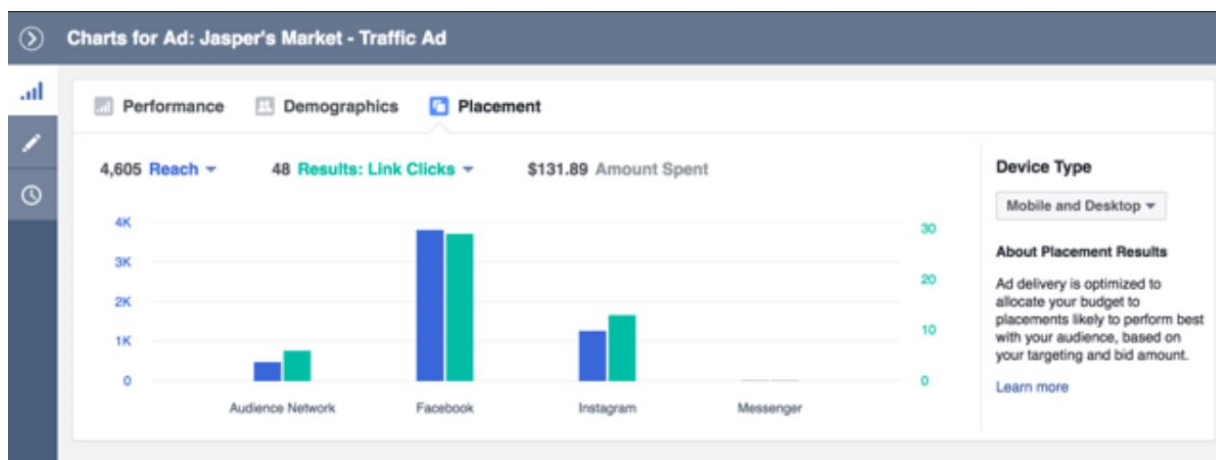 Charts for Ad: Jasper's Market - Traffic Ad
Performance Demographics Placement
4,605 Reach 48 Results: Link Clicks $131.89 Amount Spent
4K
3K
2K
1K
0
30
20
10
0
Audience Network Facebook Instagram Messenger
Device Type
Mobile and Desktop
About Placement Results
Ad delivery is optimized to
allocate your budget to
placements likely to perform best
with your audience, based on
your targeting and bid amount.
Learn more